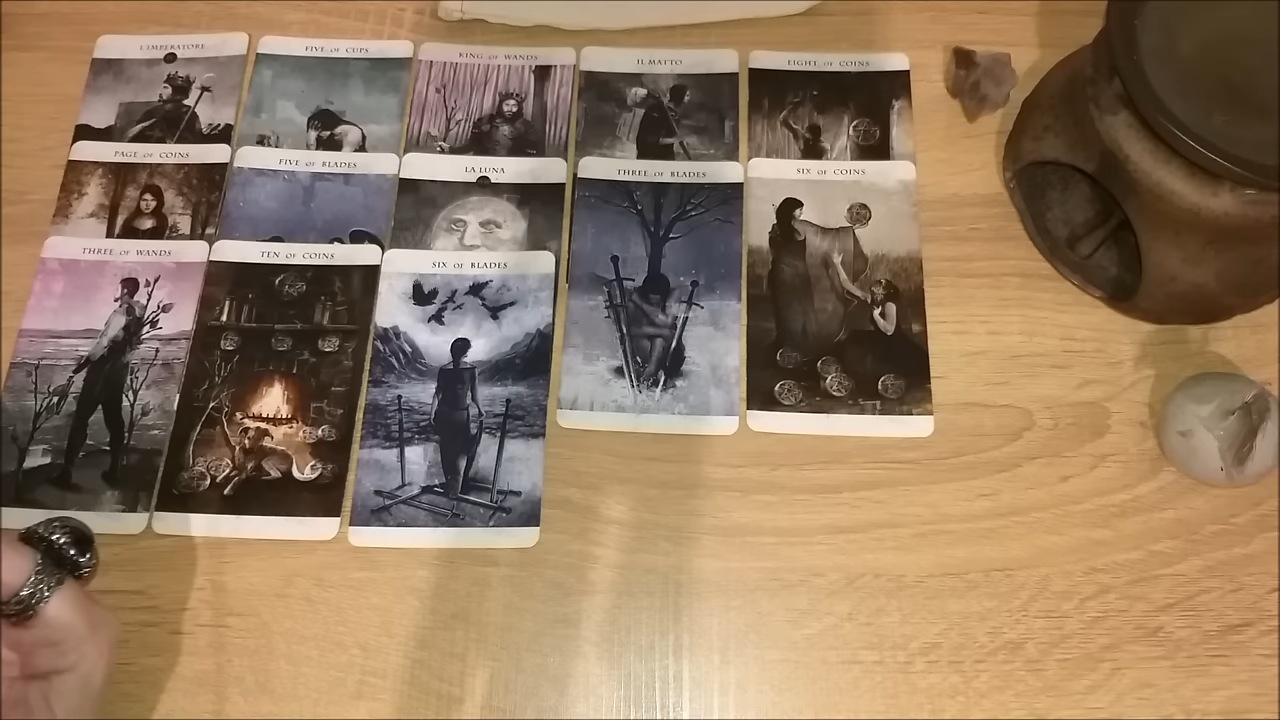 L'IMPERATORE
FIVE OF CUPS
KING OF WANDS
IL MATTO
EIGHT OF COINS
PAGE OF COINS
FIVE OF BLADES
LA LUNA
THREE OF BLADES
SIX OF COINS
THREE OF WANDS
TEN OF COINS
SIX OF BLADES